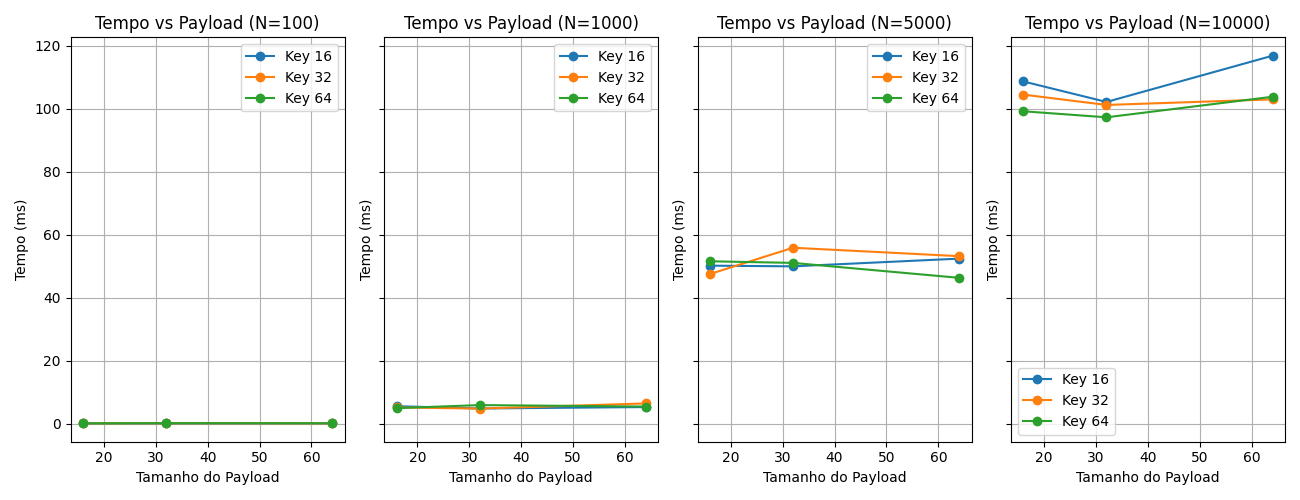 Tempo vs Payload (N=100)
Tempo (ms)
120
100
80
60
40
20
0
Key 16
Key 32
Key 64
20 30 40 50 60
Tamanho do Payload
Tempo vs Payload (N=1000)
Tempo (ms)
Key 16
Key 32
Key 64
20 30 40 50 60
Tamanho do Payload
Tempo vs Payload (N=5000)
Tempo (ms)
Key 16
Key 32
Key 64
20 30 40 50 60
Tamanho do Payload
Tempo vs Payload (N=10000)
Tempo (ms)
Key 16
Key 32
Key 64
20 30 40 50 60
Tamanho do Payload